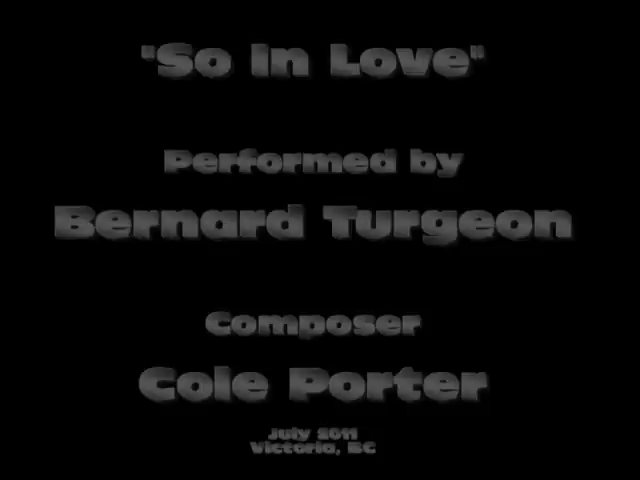 "So In Love"
Performed by
Bernard Turgeon
Composer
Cole Porter
July 2011
Victoria, BC